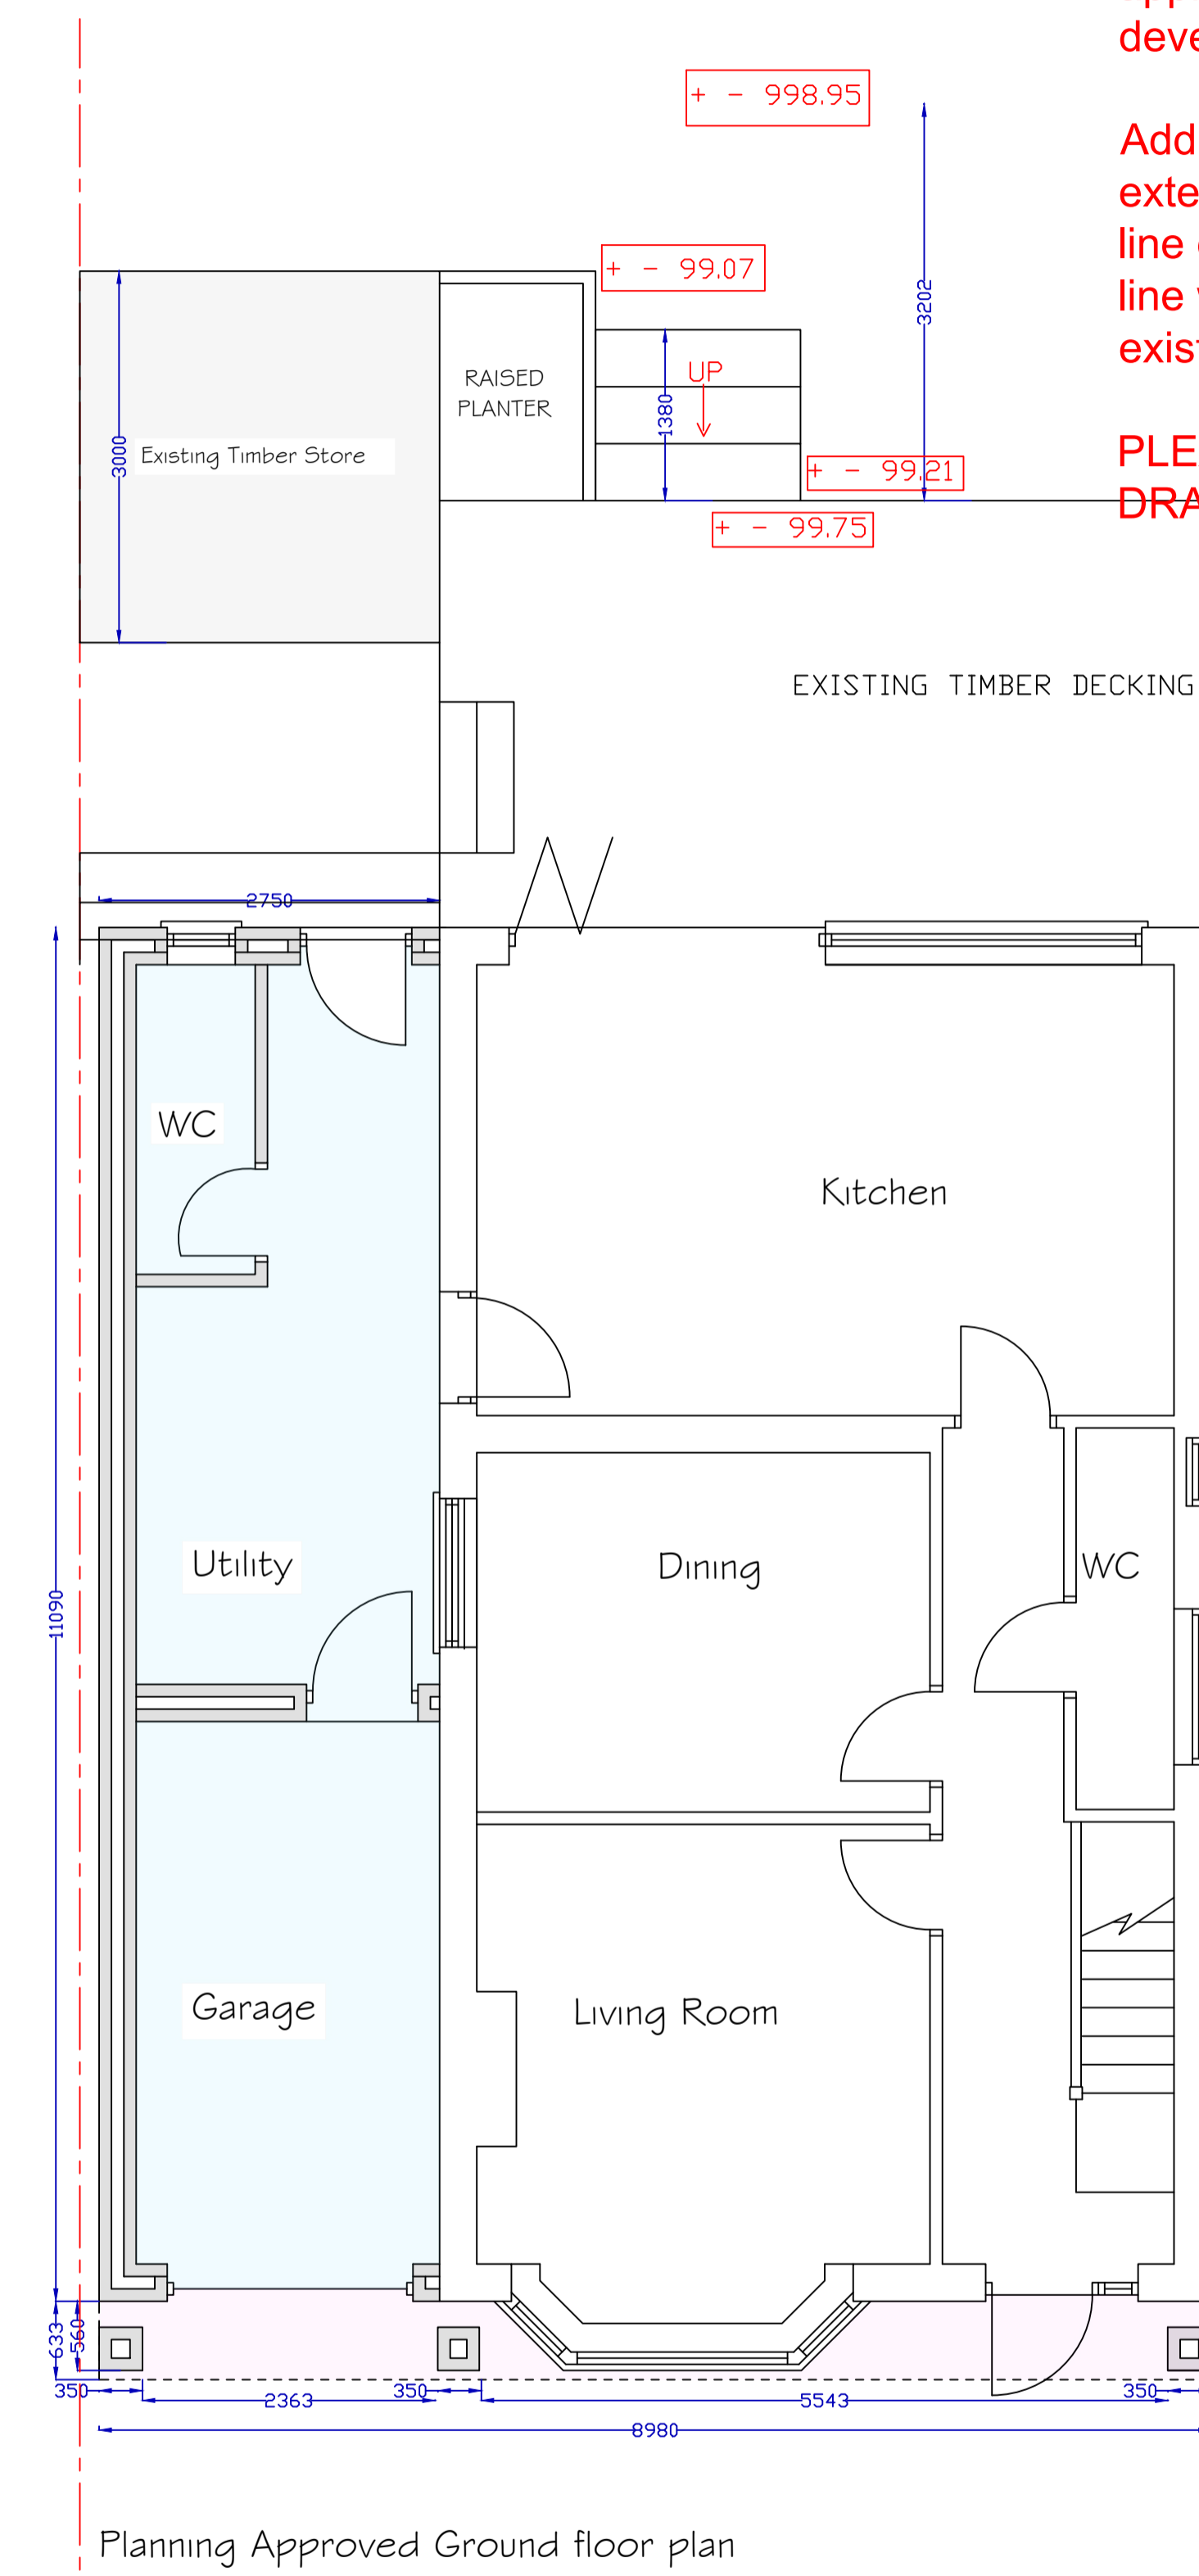 deve
+ - 998.95
Add
exte
line
line
exist
+ - 99.07
3202
RAISED
PLANTER
UP
1380
3000
Existing Timber Store
PLE
DRA
+ - 99.21
+ - 99.75
EXISTING TIMBER DECKING
2750
WC
Kitchen
Utility
Dining
WC
11090
Garage
Living Room
633
560
350
2363
350
5543
350
8980
Planning Approved Ground floor plan